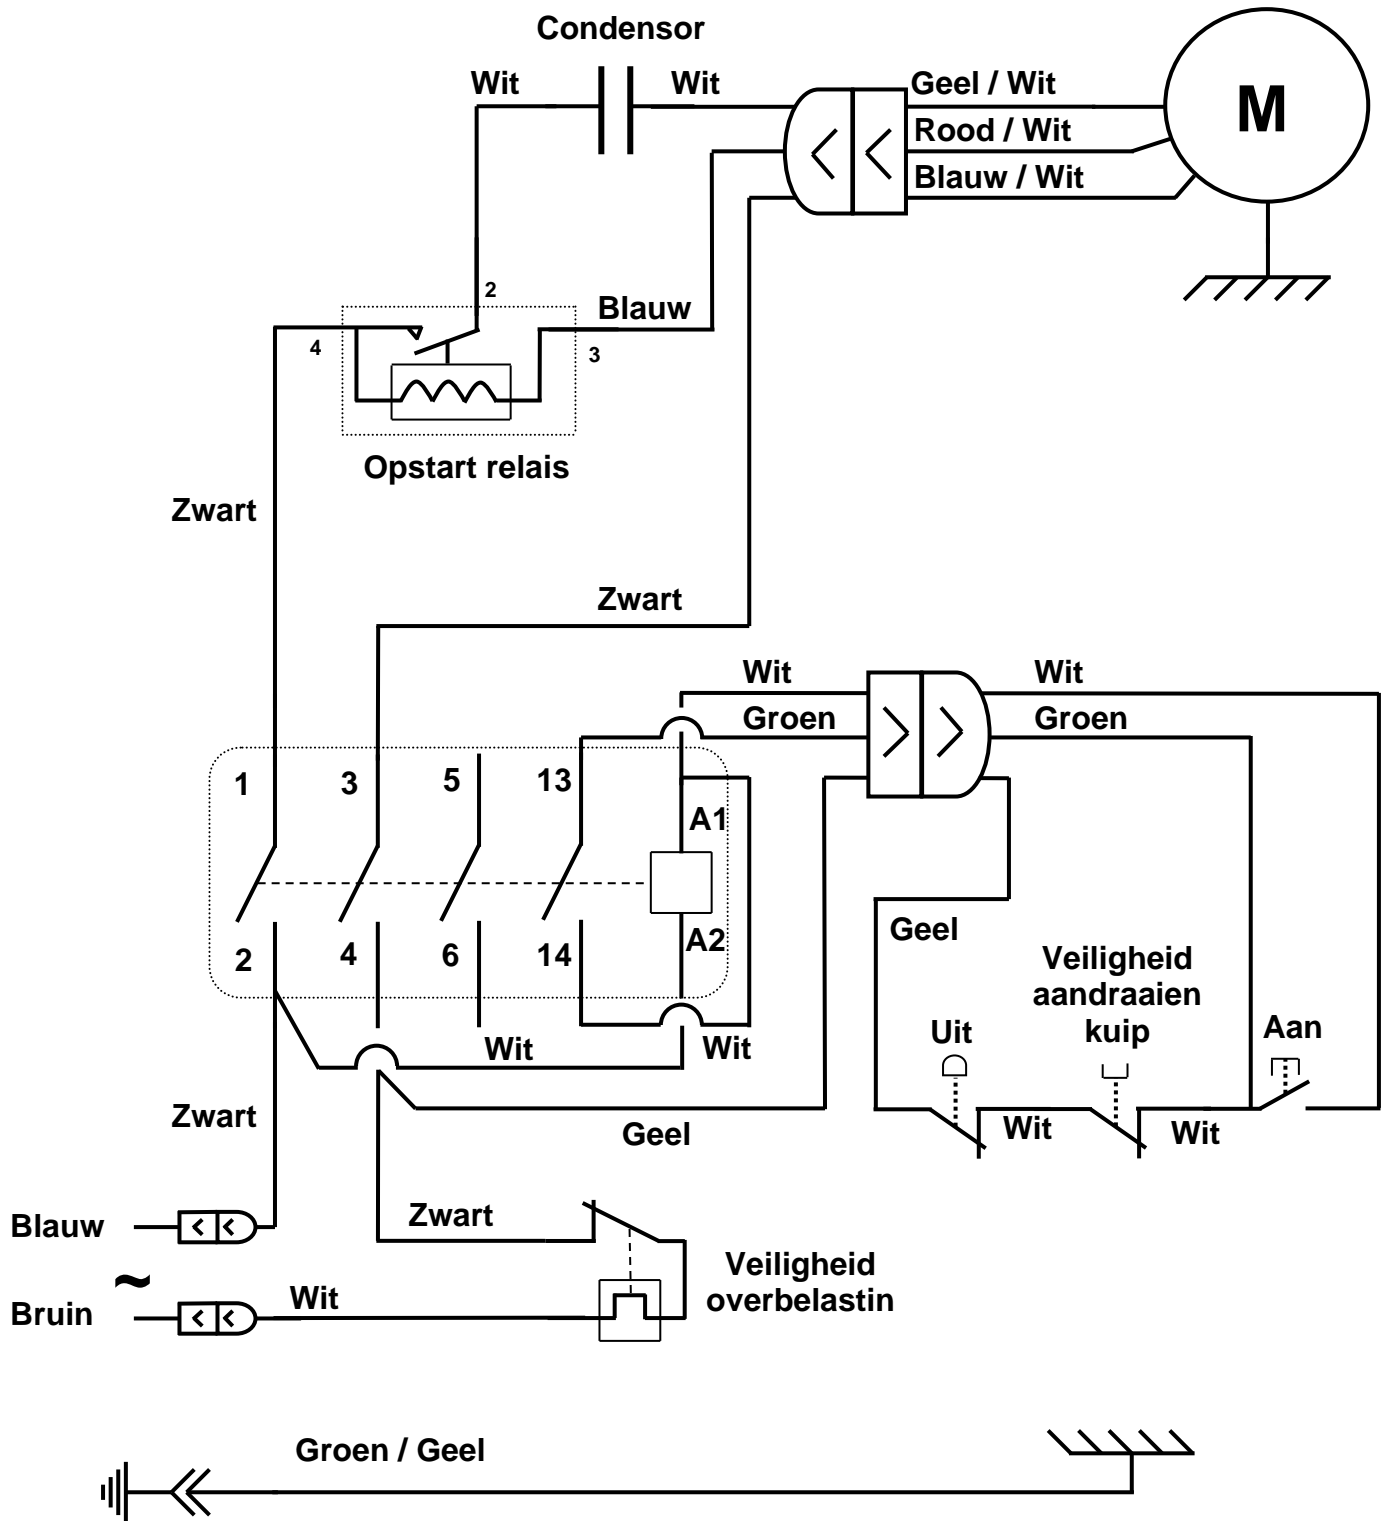 Condensor
Wit
Wit
Geel / Wit
M
Rood / Wit
Blauw / Wit
2
Blauw
4
3
Opstart relais
Zwart
Zwart
Wit
Wit
Groen
Groen
1
3
5
13
A1
2
4
6
14
A2
Geel
Veiligheid
aandraaien
kuip
Uit
Aan
Wit
Wit
Zwart
Geel
Wit
Wit
Blauw
Zwart
~
Veiligheid
overbelastin
Bruin
Wit
Groen / Geel